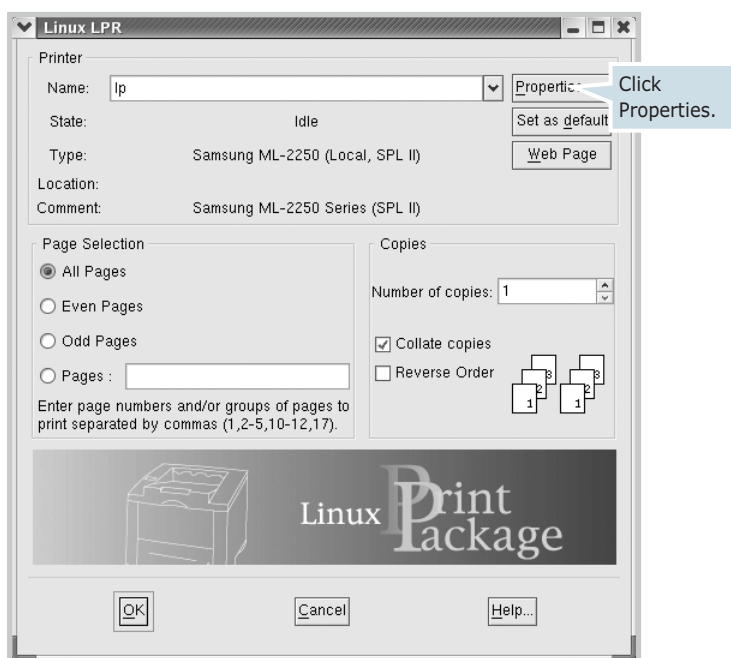 Linux LPR
Printer
Name: lp
Click
Properties.
State: Idle
Set as default
Type: Samsung ML-2250 (Local, SPL II)
Web Page
Location:
Comment: Samsung ML-2250 Series (SPL II)
Page Selection
All Pages
Even Pages
Odd Pages
Pages :
Enter page numbers and/or groups of pages to
print separated by commas (1,2-5,10-12,17).
Copies
Number of copies: 1
Collate copies
Reverse Order
1 2 3 1 2 3
Linux Print
Package
OK Cancel Help...